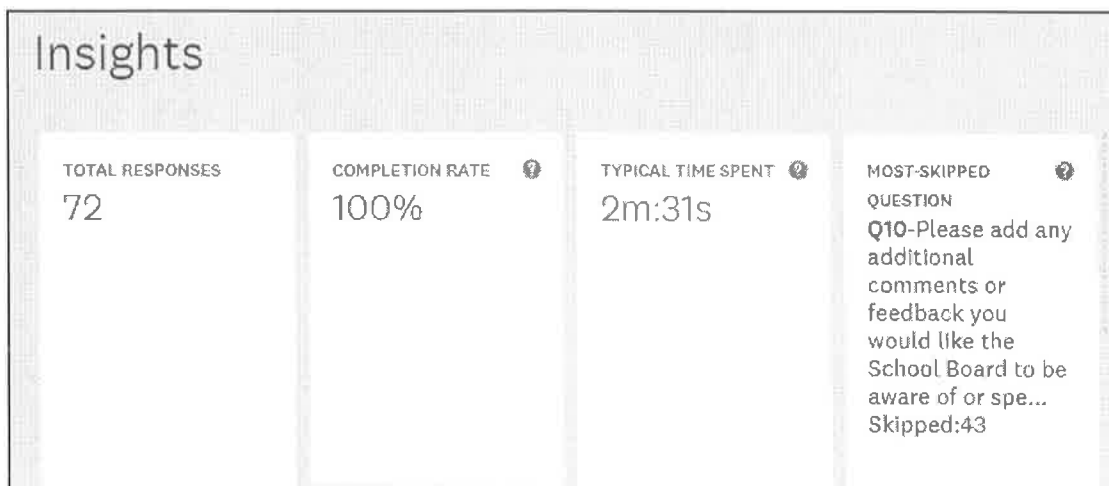 Insights
TOTAL RESPONSES
72
COMPLETION RATE
100%
TYPICAL TIME SPENT
2m:31s
MOST-SKIPPED
QUESTION
Q10-Please add any
additional
comments or
feedback you
would like the
School Board to be
aware of or spe...
Skipped:43